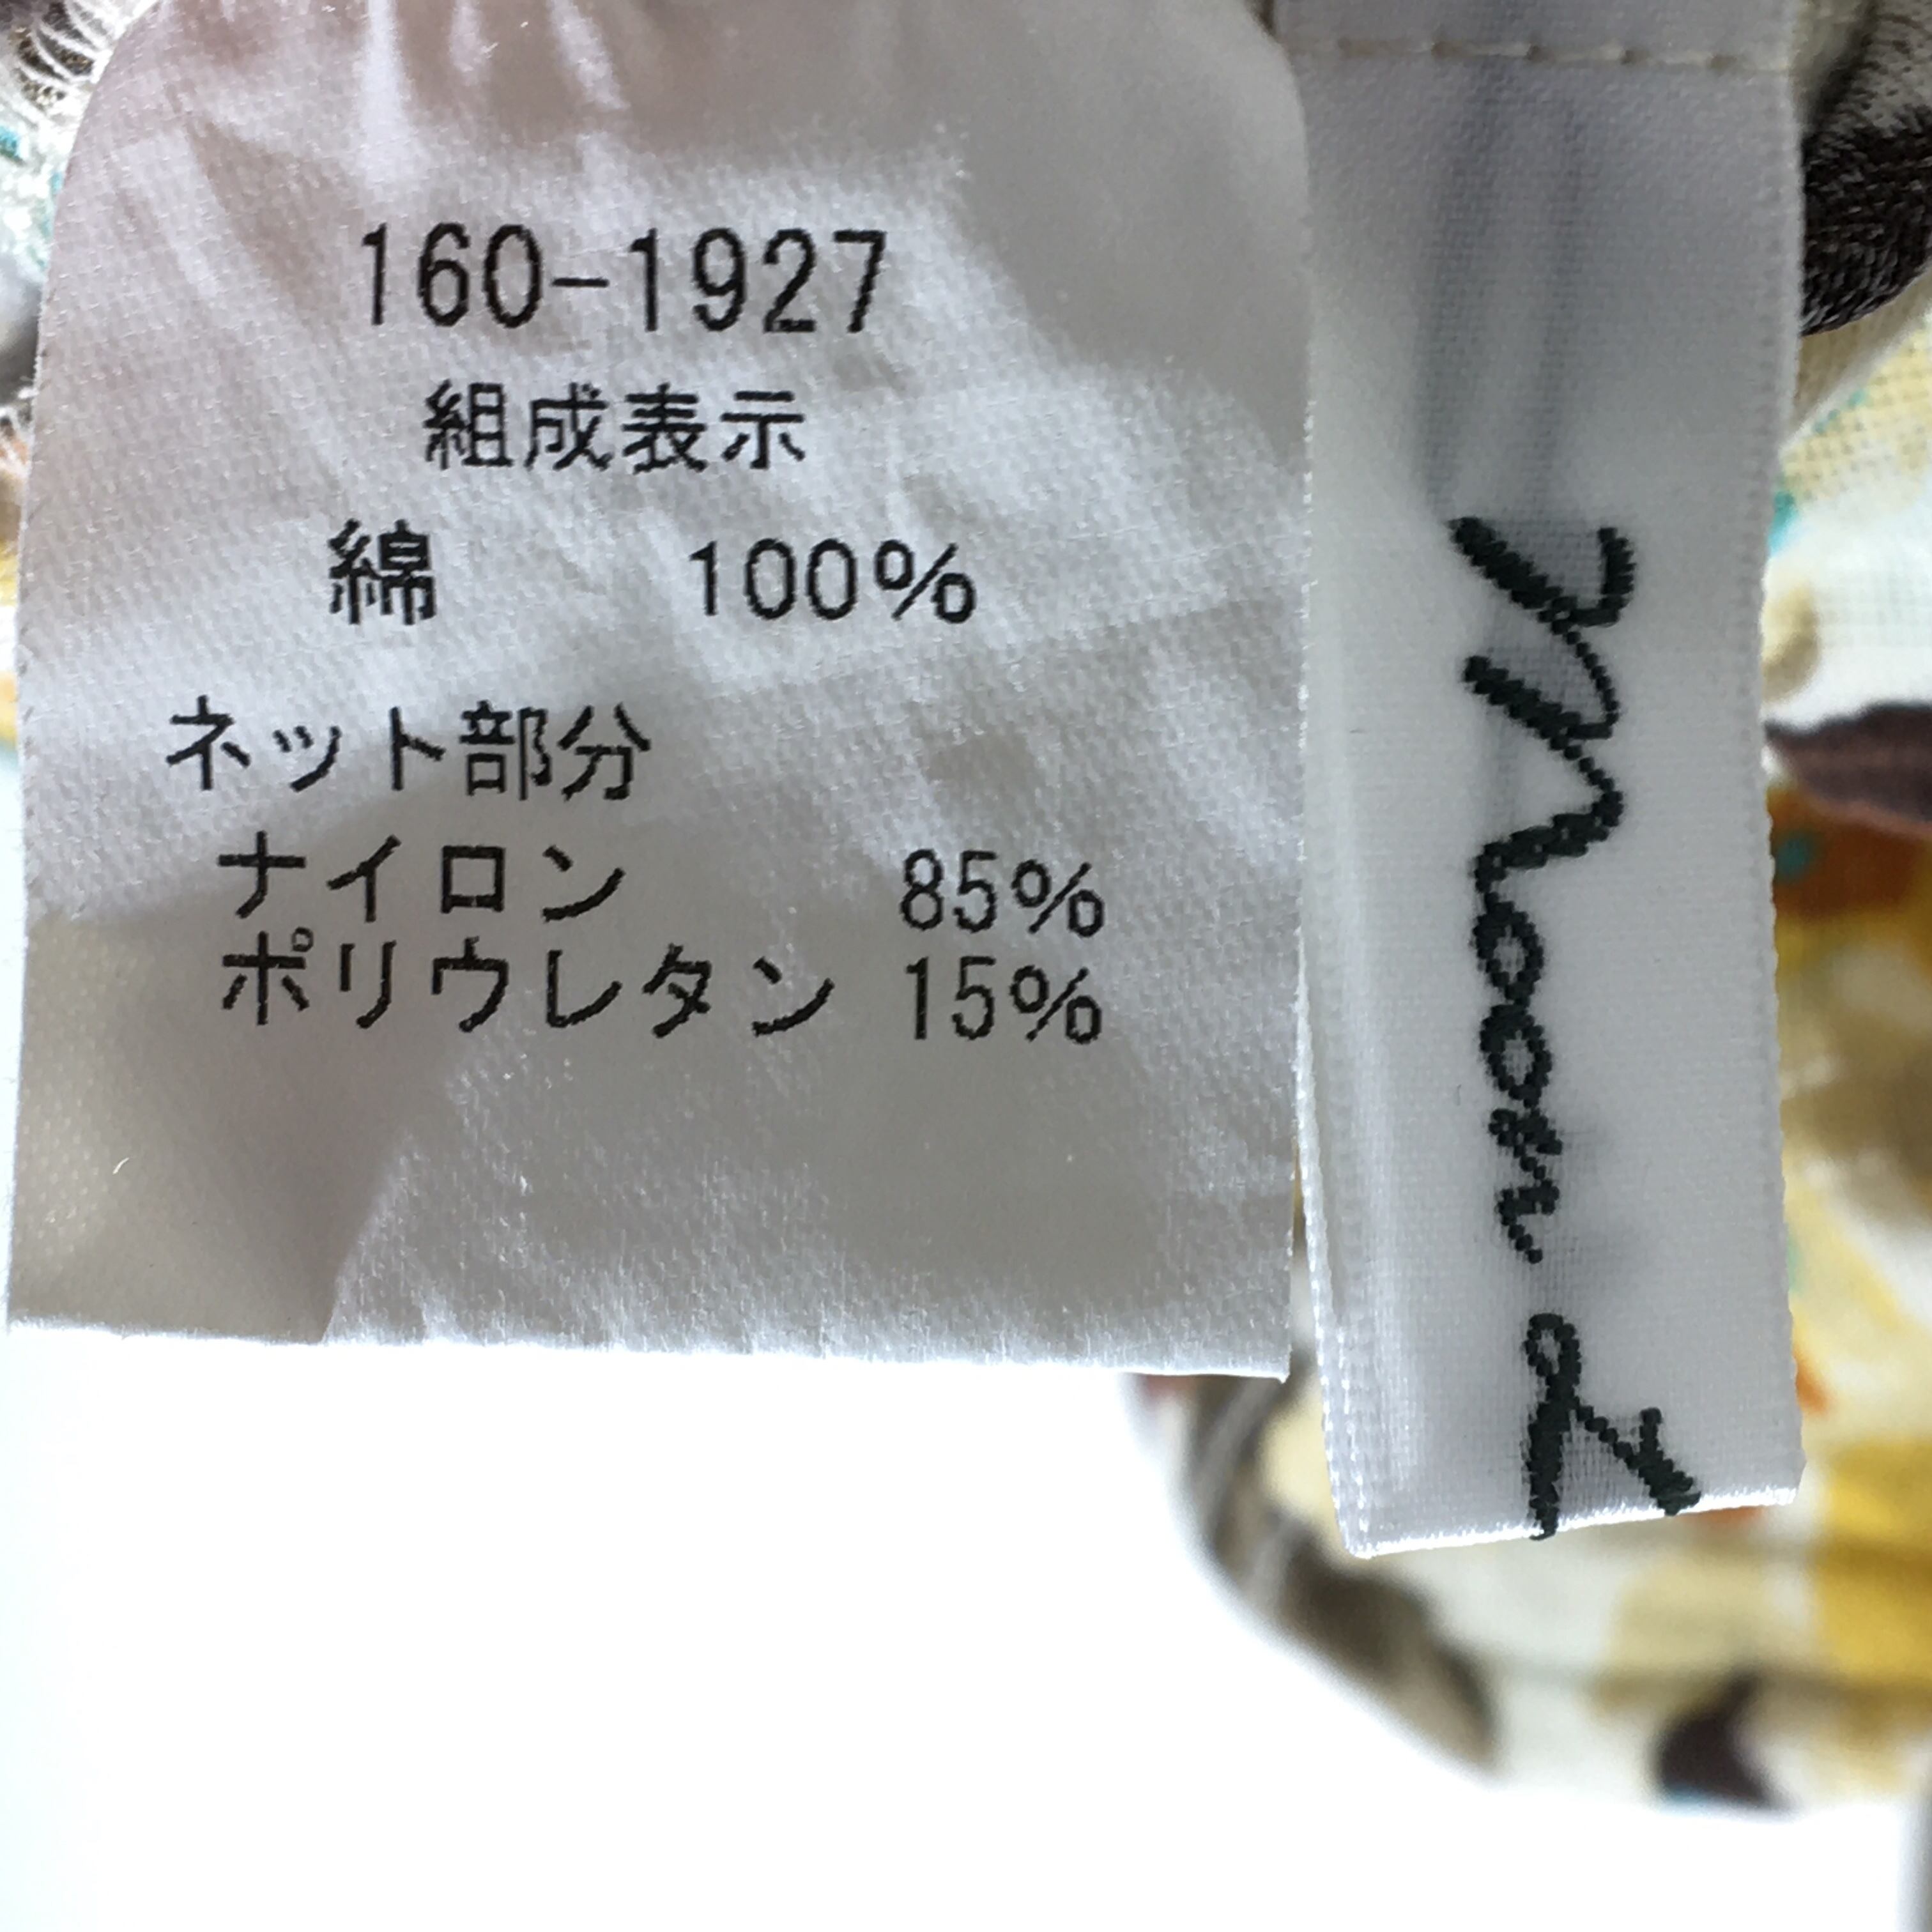 160-1927
組成表示
綿 100%
ネット部分
ナイロン 85%
ポリウレタン 15%
Moon